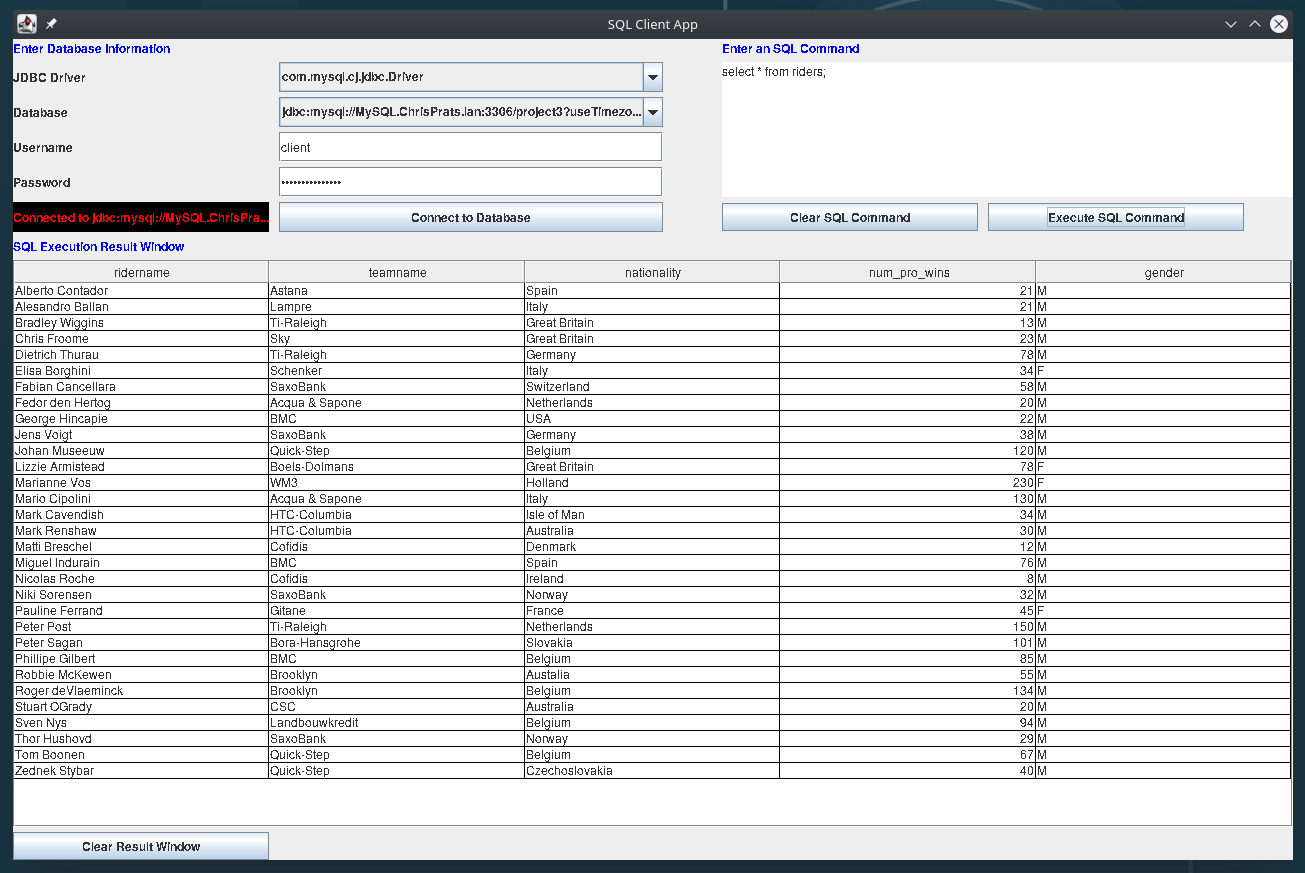 SQL Client App
Enter Database Information
Enter an SQL Command
JDBC Driver com.mysql.cj.jdbc.Driver
select * from riders;
Database jdbc:mysql://MySQL.ChrisPrats.lan:3306/project3?useTimezo...
Username client
Password •••••••••••••••
Connected to jdbc:mysql://MySQL.ChrisPra... Connect to Database Clear SQL Command Execute SQL Command
SQL Execution Result Window
ridername teamname nationality num_pro_wins gender
Alberto Contador Astana Spain 21 M
Alesandro Ballan Lampre Italy 21 M
Bradley Wiggins Ti-Raleigh Great Britain 13 M
Chris Froome Sky Great Britain 23 M
Dietrich Thurau Ti-Raleigh Germany 78 M
Elisa Borghini Schenker Italy 34 F
Fabian Cancellara SaxoBank Switzerland 58 M
Fedor den Hertog Acqua & Sapone Netherlands 20 M
George Hincapie BMC USA 22 M
Jens Voigt SaxoBank Germany 38 M
Johan Museeuw Quick-Step Belgium 120 M
Lizzie Armistead Boels-Dolmans Great Britain 78 F
Marianne Vos WM3 Holland 230 F
Mario Cipolini Acqua & Sapone Italy 130 M
Mark Cavendish HTC-Columbia Isle of Man 34 M
Mark Renshaw HTC-Columbia Australia 30 M
Matti Breschel Cofidis Denmark 12 M
Miguel Indurain BMC Spain 76 M
Nicolas Roche Cofidis Ireland 8 M
Niki Sorensen SaxoBank Norway 32 M
Pauline Ferrand Gitane France 45 F
Peter Post Ti-Raleigh Netherlands 150 M
Peter Sagan Bora-Hansgrohe Slovakia 101 M
Phillipe Gilbert BMC Belgium 85 M
Robbie McKewen Brooklyn Austalia 55 M
Roger deVlaeminck Brooklyn Belgium 134 M
Stuart OGrady CSC Australia 20 M
Sven Nys Landbouwkredit Belgium 94 M
Thor Hushovd SaxoBank Norway 29 M
Tom Boonen Quick-Step Belgium 67 M
Zednek Stybar Quick-Step Czechoslovakia 40 M
Clear Result Window